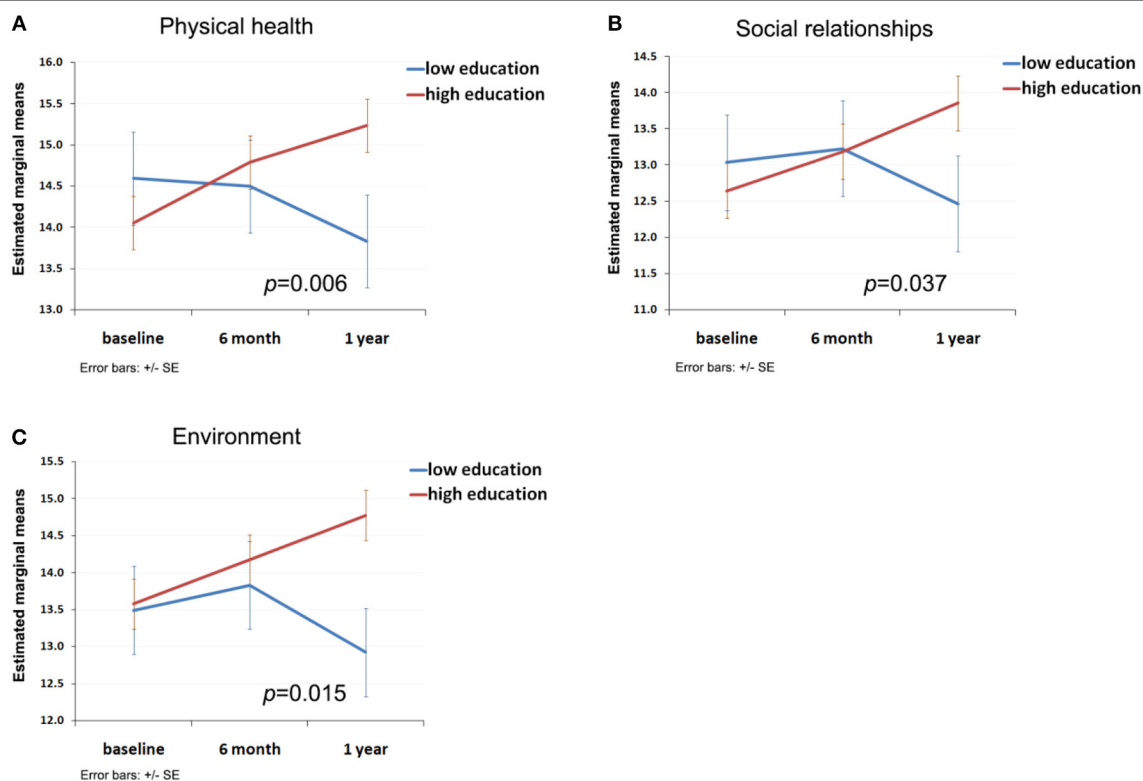 A
Physical health
Estimated marginal means
16.0
15.5
15.0
14.5
14.0
13.5
13.0
low education
high education
p=0.006
baseline
6 month
1 year
Error bars: +/- SE
B
Social relationships
Estimated marginal means
14.5
14.0
13.5
13.0
12.5
12.0
11.5
11.0
low education
high education
p=0.037
baseline
6 month
1 year
Error bars: +/- SE
C
Environment
Estimated marginal means
15.5
15.0
14.5
14.0
13.5
13.0
12.5
12.0
low education
high education
p=0.015
baseline
6 month
1 year
Error bars: +/- SE